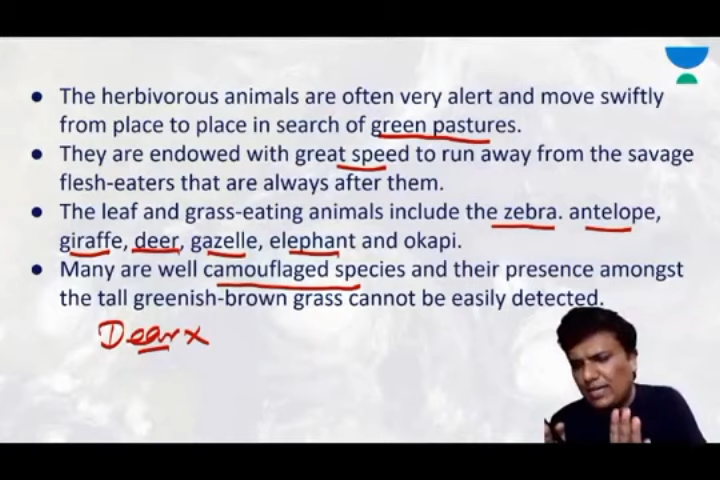 ● The herbivorous animals are often very alert and move swiftly
from place to place in search of green pastures.
● They are endowed with great speed to run away from the savage
flesh-eaters that are always after them.
● The leaf and grass-eating animals include the zebra. antelope,
giraffe, deer, gazelle, elephant and okapi.
● Many are well camouflaged species and their presence amongst
the tall greenish-brown grass cannot be easily detected.
Dear x